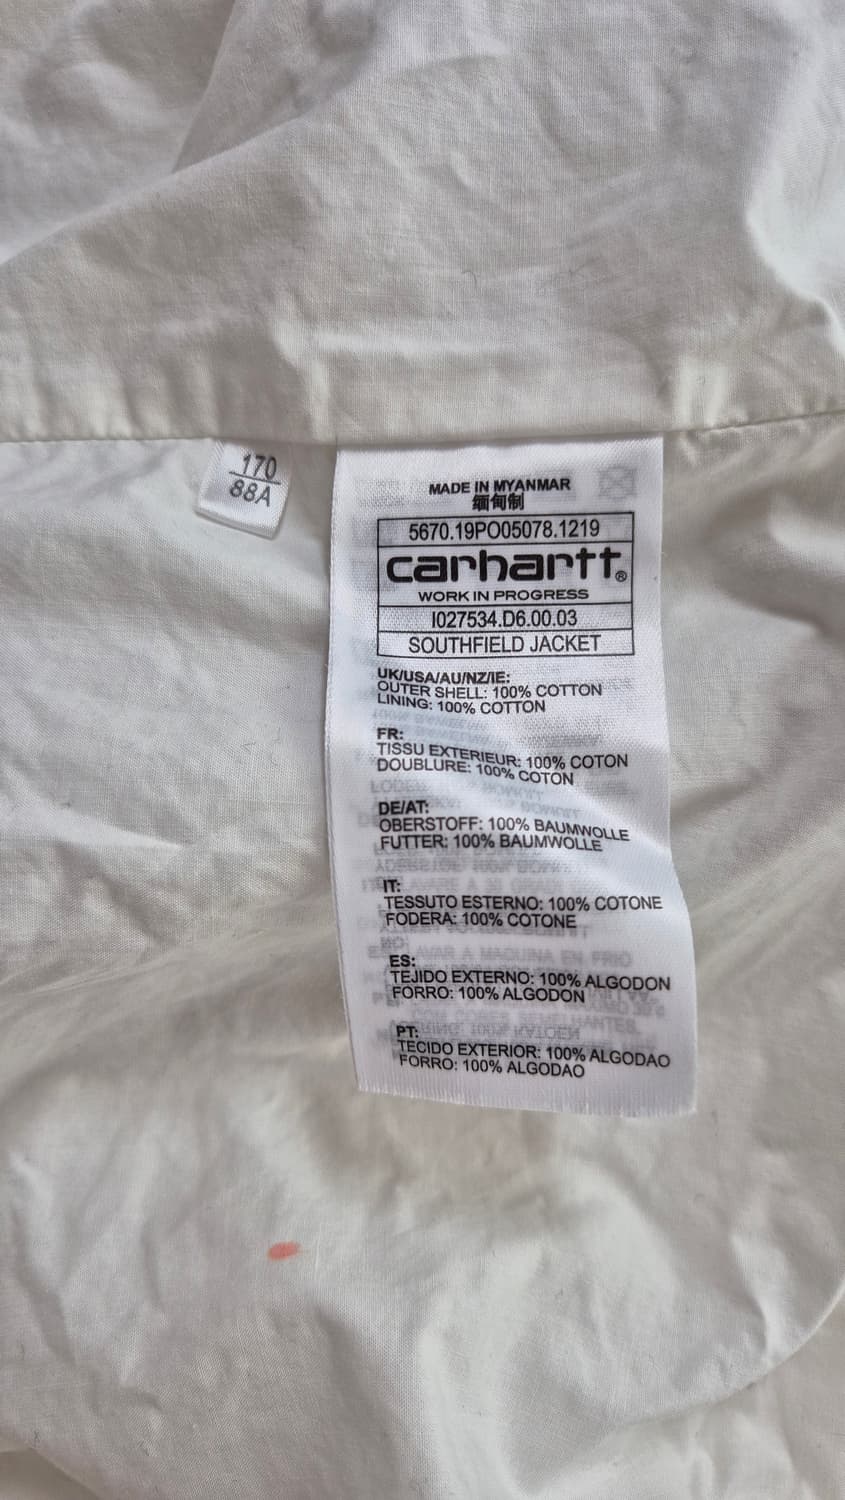 170
88A
MADE IN MYANMAR
缅甸制
5670.19PO05078.1219
carhartt®
WORK IN PROGRESS
I027534.D6.00.03
SOUTHFIELD JACKET
UK/USA/AU/NZ/IE:
OUTER SHELL: 100% COTTON
LINING: 100% COTTON
FR:
TISSU EXTERIEUR: 100% COTON
DOUBLURE: 100% COTON
DE/AT:
OBERSTOFF: 100% BAUMWOLLE
FUTTER: 100% BAUMWOLLE
IT:
TESSUTO ESTERNO: 100% COTONE
FODERA: 100% COTONE
ES:
TEJIDO EXTERNO: 100% ALGODON
FORRO: 100% ALGODON
PT:
TECIDO EXTERIOR: 100% ALGODAO
FORRO: 100% ALGODAO